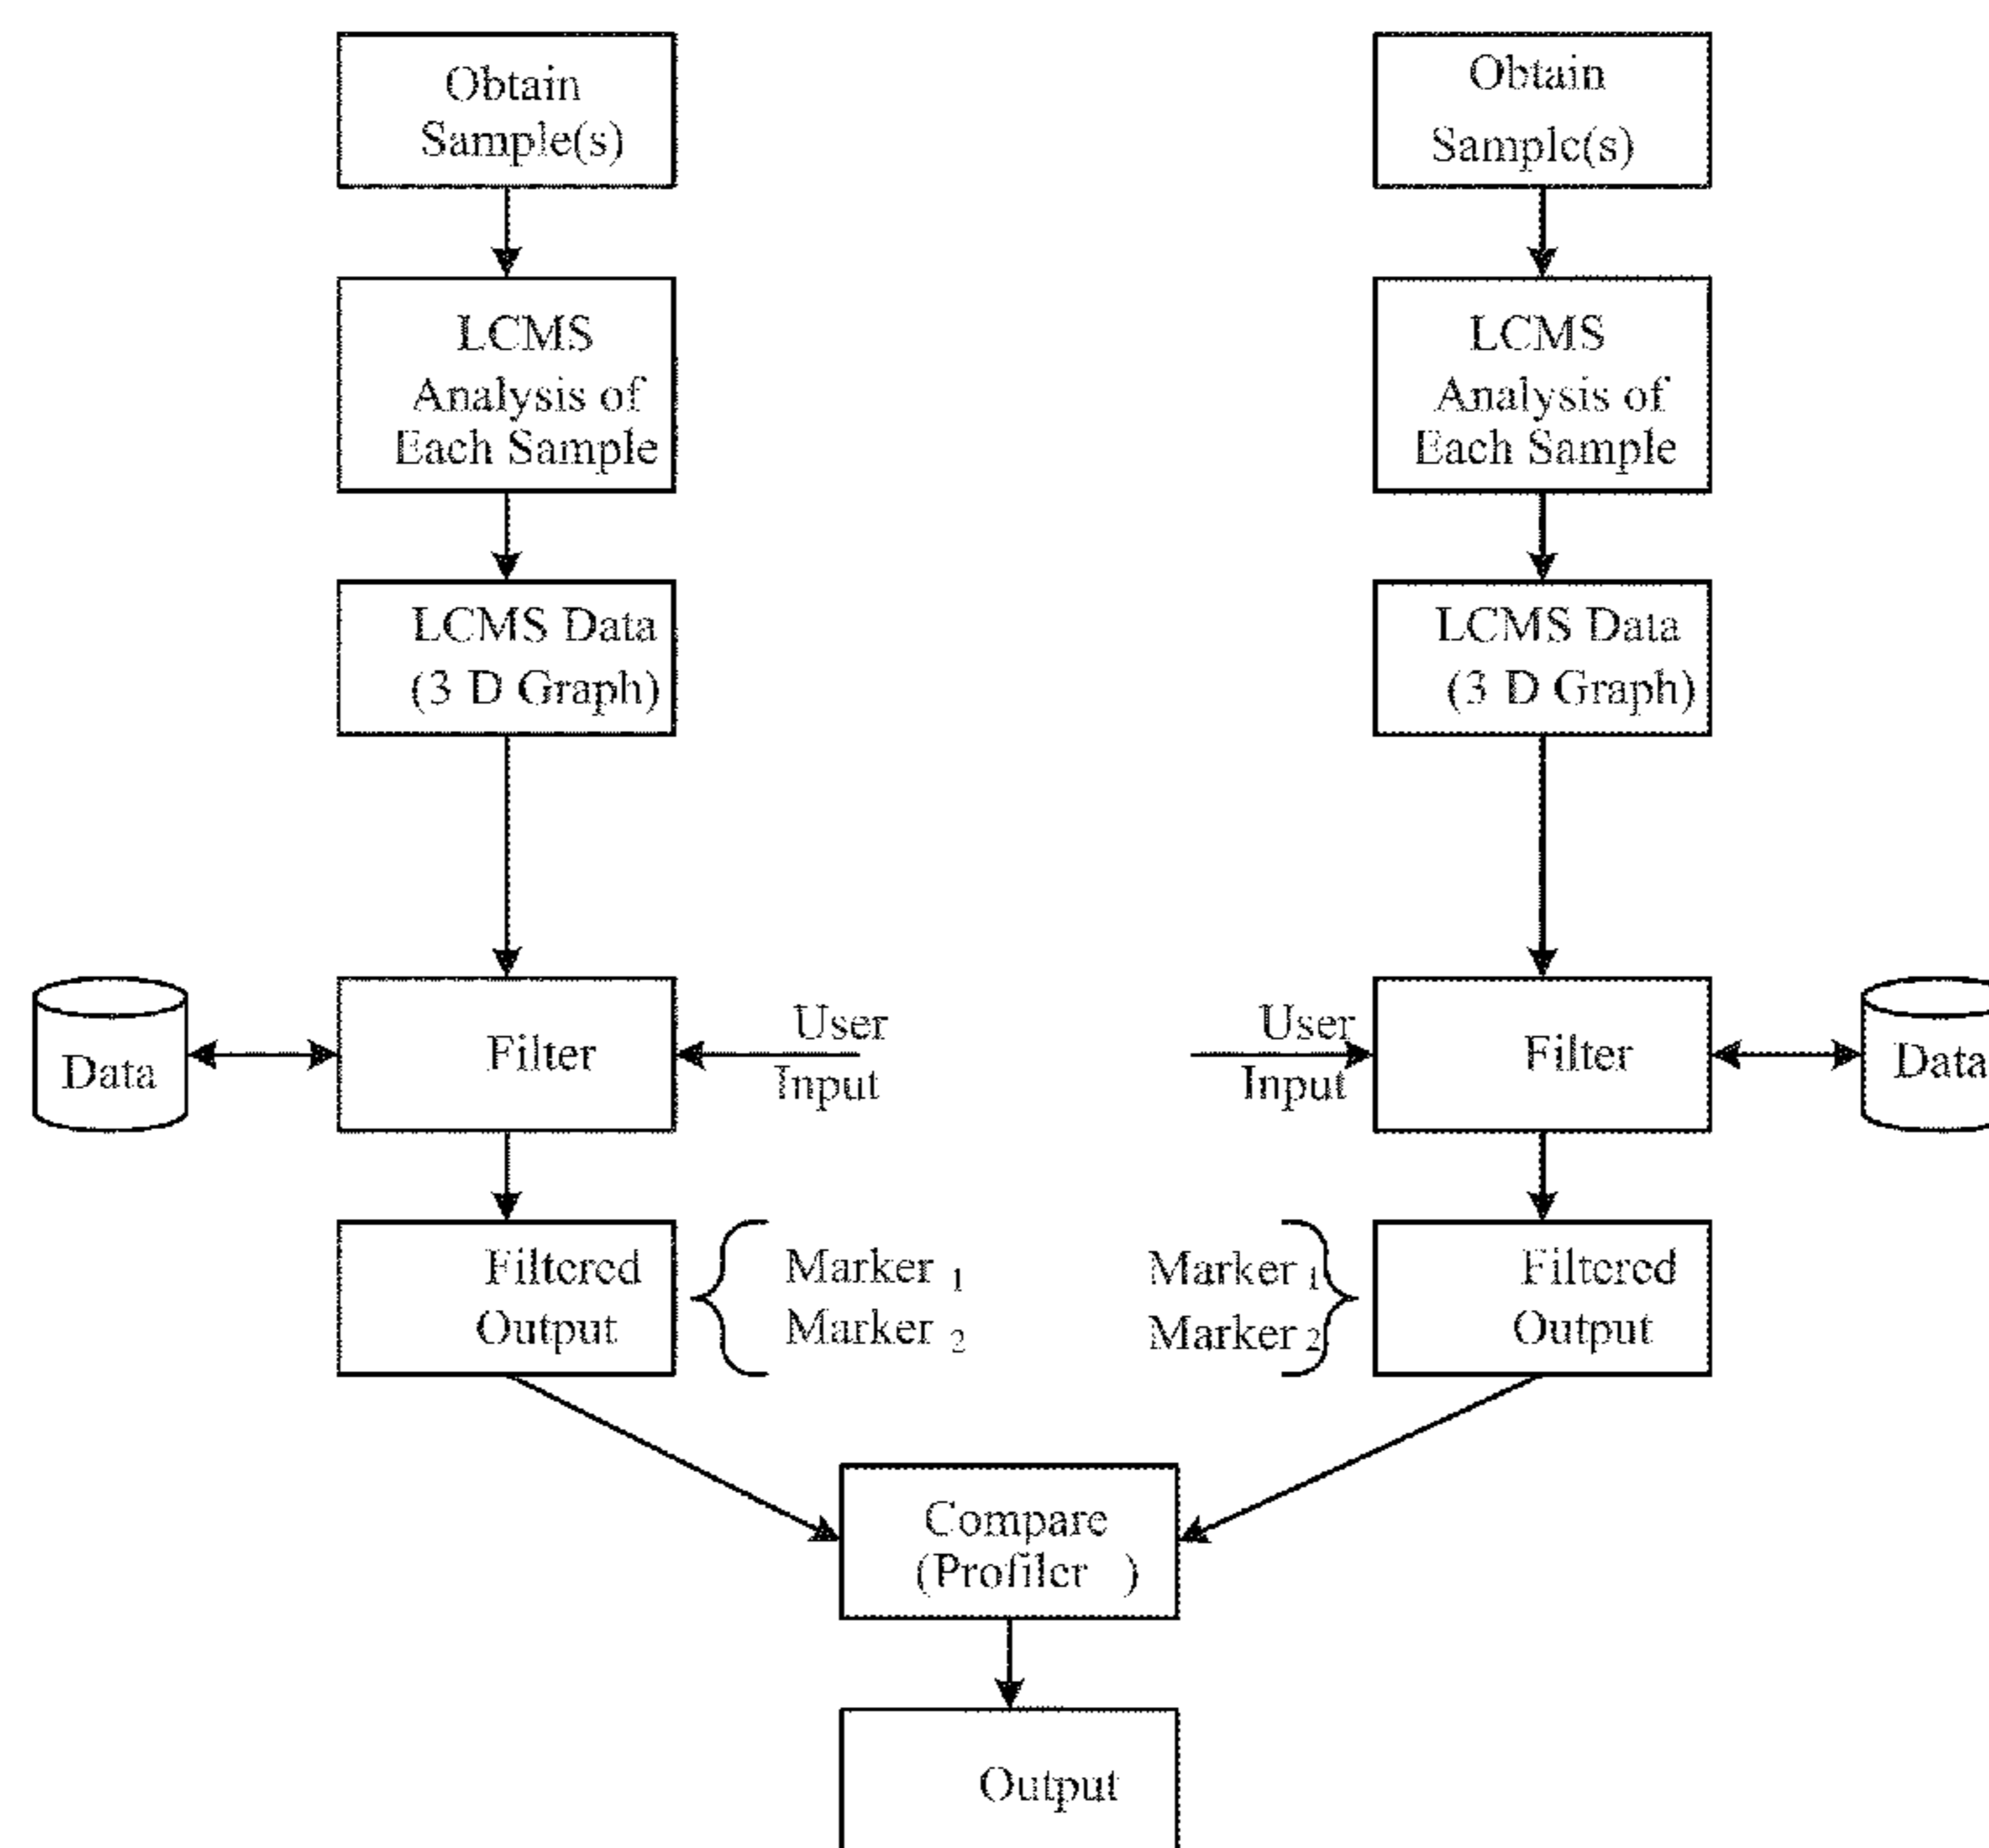 Obtain
Sample(s)
LCMS
Analysis of
Each Sample
LCMS Data
(3 D Graph)
Data
Filter
User
Input
Filtered
Output
Marker 1
Marker 2
Obtain
Sample(s)
LCMS
Analysis of
Each Sample
LCMS Data
(3 D Graph)
User
Input
Filter
Data
Marker 1
Marker 2
Filtered
Output
Compare
(Profiler )
Output